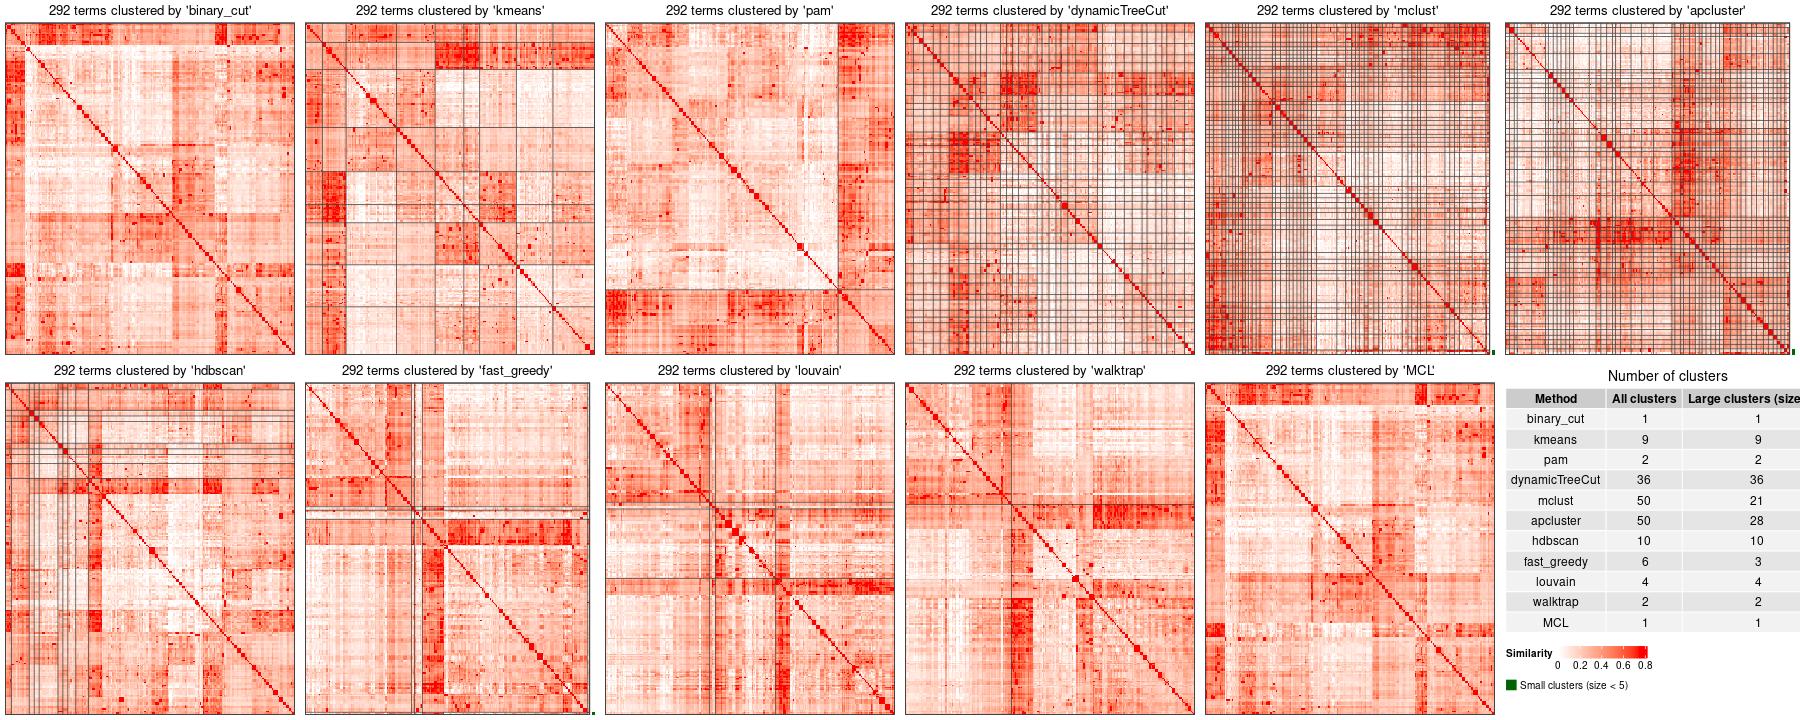 292 terms clustered by 'binary_cut'
292 terms clustered by 'kmeans'
292 terms clustered by 'pam'
292 terms clustered by 'dynamicTreeCut'
292 terms clustered by 'mclust'
292 terms clustered by 'apcluster'
292 terms clustered by 'hdbscan'
292 terms clustered by 'fast_greedy'
292 terms clustered by 'louvain'
292 terms clustered by 'walktrap'
292 terms clustered by 'MCL'
Number of clusters
Method All clusters Large clusters (size
binary_cut 1 1
kmeans 9 9
pam 2 2
dynamicTreeCut 36 36
mclust 50 21
apcluster 50 28
hdbscan 10 10
fast_greedy 6 3
louvain 4 4
walktrap 2 2
MCL 1 1
Similarity
0 0.2 0.4 0.6 0.8
Small clusters (size < 5)